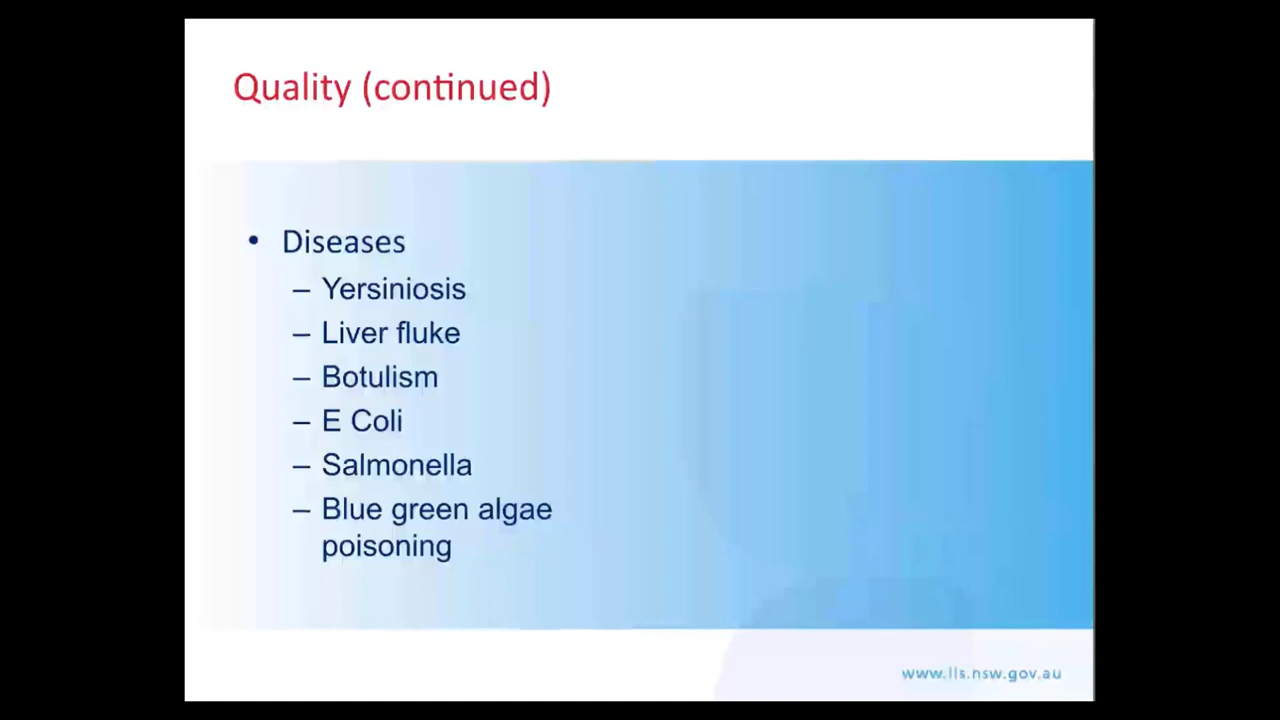 Quality (continued)
• Diseases
– Yersiniosis
– Liver fluke
– Botulism
– E Coli
– Salmonella
– Blue green algae
poisoning
www.lls.nsw.gov.au